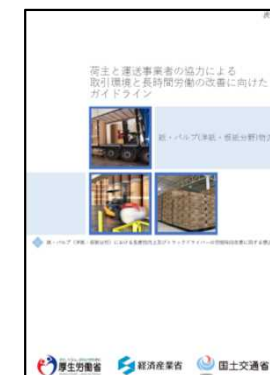 荷主と運送事業者の協力による
取引環境と長時間労働の改善に向けた
ガイドライン
紙・パルプ(洋紙・板紙分野)物流
厚生労働省
経済産業省
国土交通省